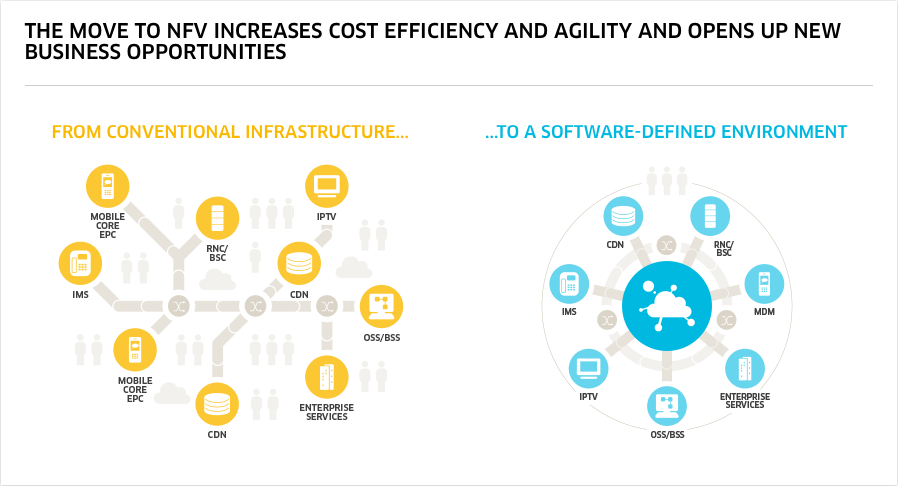 THE MOVE TO NFV INCREASES COST EFFICIENCY AND AGILITY AND OPENS UP NEW
BUSINESS OPPORTUNITIES
FROM CONVENTIONAL INFRASTRUCTURE...
MOBILE
CORE
EPC
RNC/
BSC
IPTV
IMS
CDN
OSS/BSS
MOBILE
CORE
EPC
CDN
ENTERPRISE
SERVICES
...TO A SOFTWARE-DEFINED ENVIRONMENT
CDN
RNC/
BSC
IMS
MDM
IPTV
ENTERPRISE
SERVICES
OSS/BSS